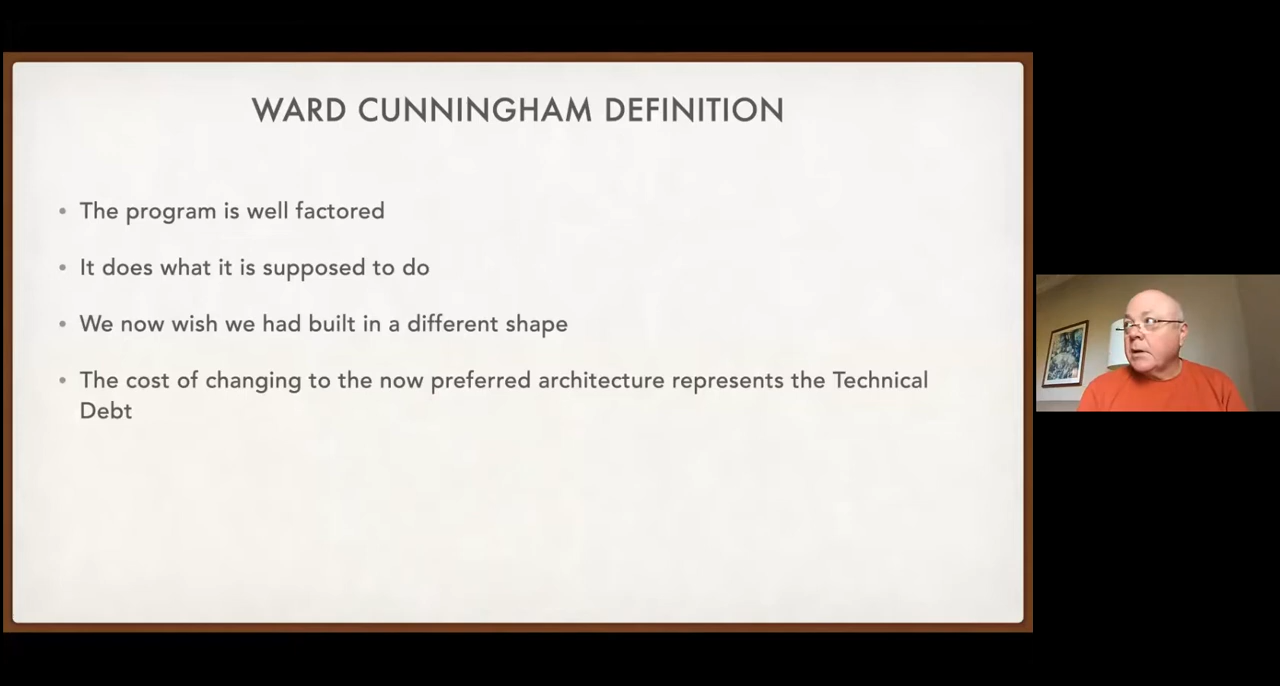 WARD CUNNINGHAM DEFINITION
• The program is well factored
• It does what it is supposed to do
• We now wish we had built in a different shape
• The cost of changing to the now preferred architecture represents the Technical
Debt